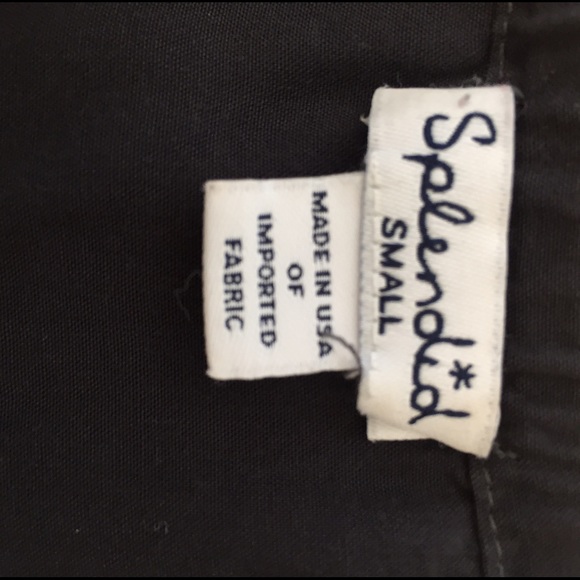 Splendid
SMALL
MADE IN USA
OF
IMPORTED
FABRIC